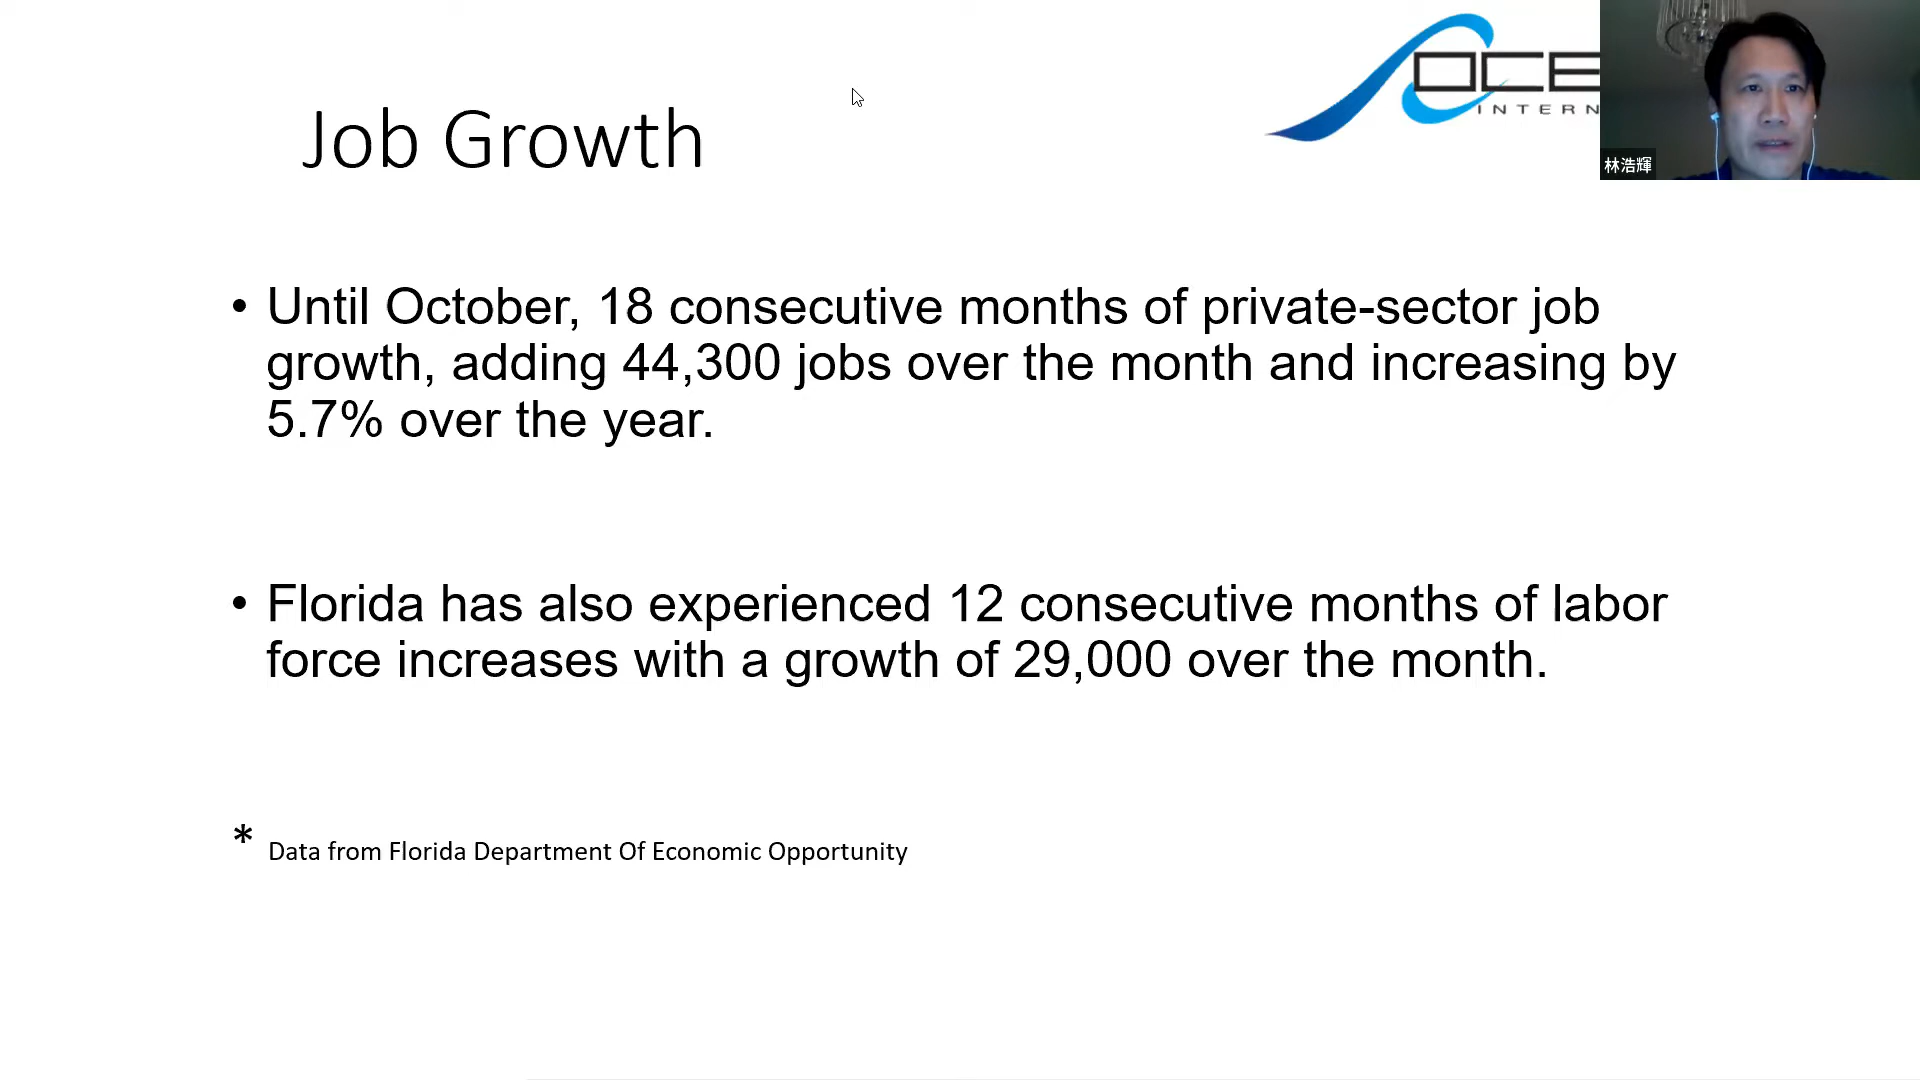 OCE
INTERN
林浩輝
Job Growth
• Until October, 18 consecutive months of private-sector job
growth, adding 44,300 jobs over the month and increasing by
5.7% over the year.
• Florida has also experienced 12 consecutive months of labor
force increases with a growth of 29,000 over the month.
* Data from Florida Department Of Economic Opportunity